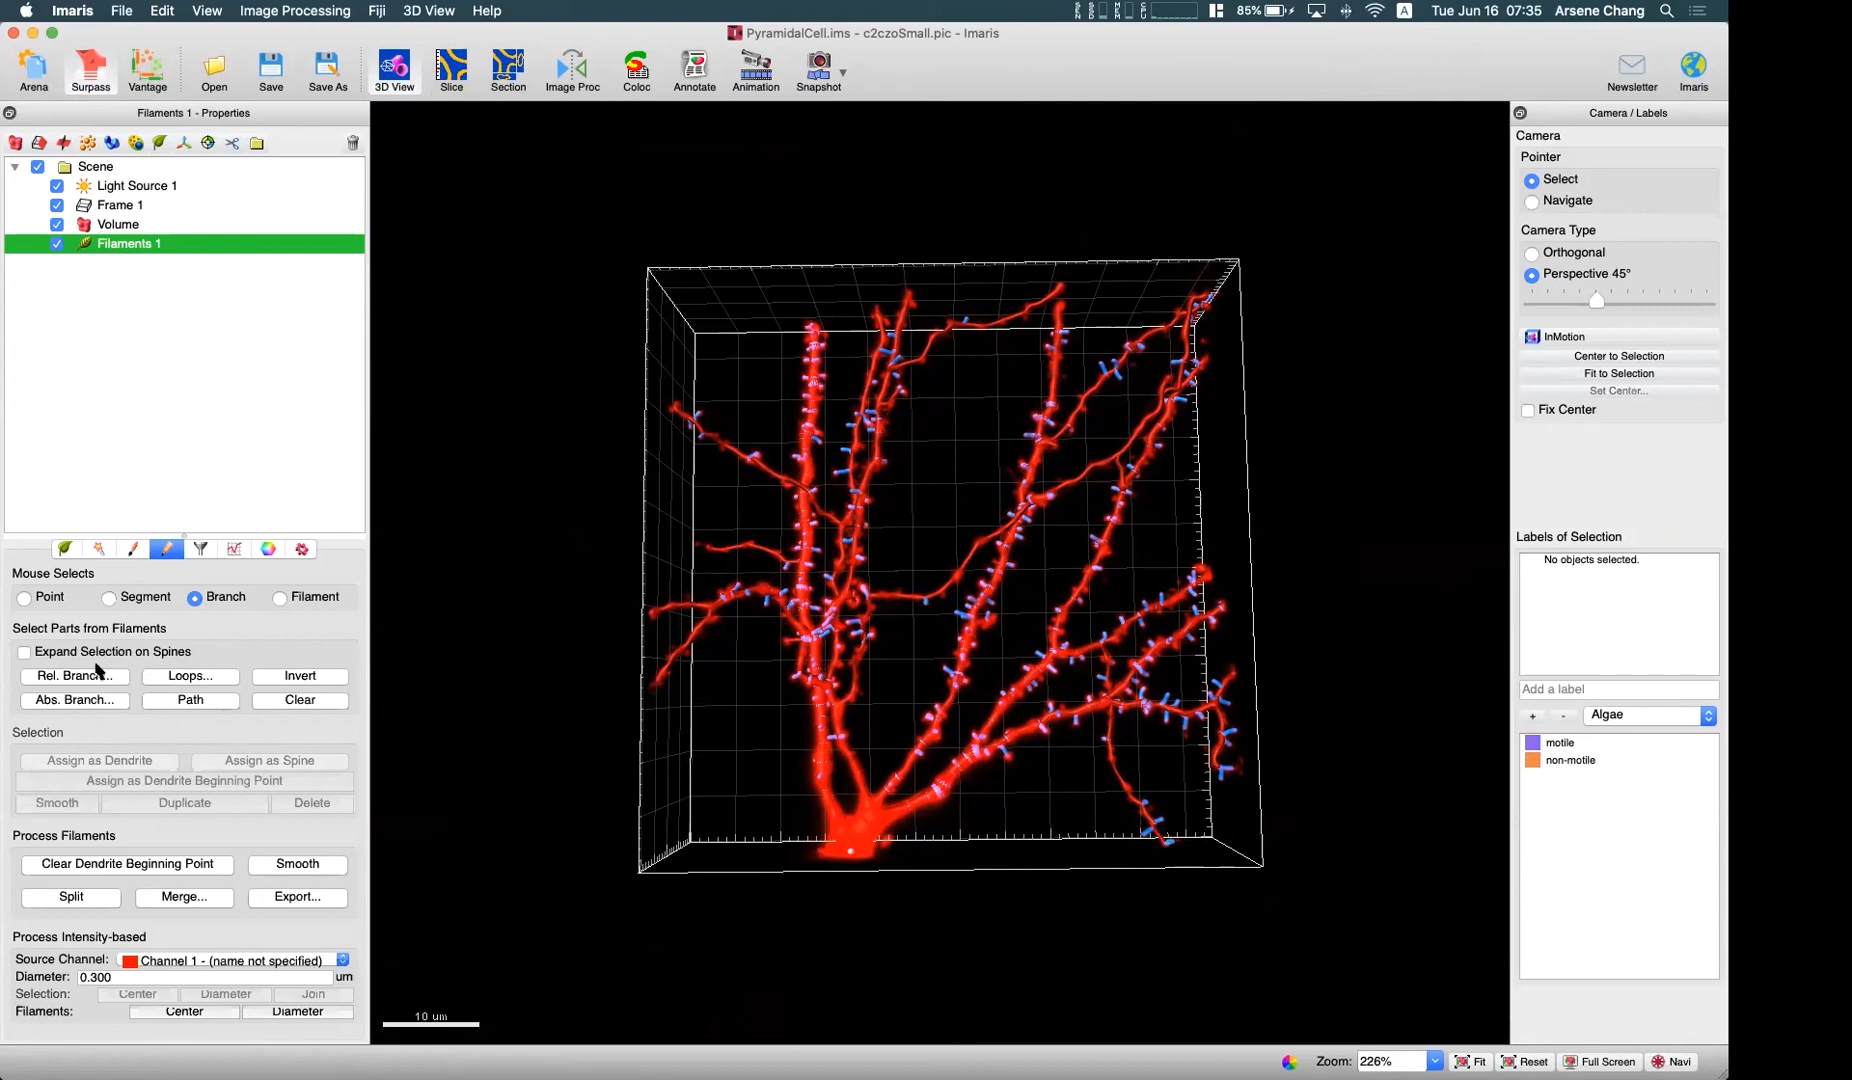 Imaris File Edit View Image Processing Fiji 3D View Help 85% A Tue Jun 16 07:35 Arsene Chang
PyramidalCell.ims - c2czoSmall.pic - Imaris
Arena Surpass Vantage Open Save Save As 3D View Slice Section Image Proc Coloc Annotate Animation Snapshot Newsletter Imaris
Filaments 1 - Properties
Scene
Light Source 1
Frame 1
Volume
Filaments 1
Mouse Selects
Point Segment Branch Filament
Select Parts from Filaments
Expand Selection on Spines
Rel. Branch... Loops... Invert
Abs. Branch... Path Clear
Selection
Assign as Dendrite Assign as Spine
Assign as Dendrite Beginning Point
Smooth Duplicate Delete
Process Filaments
Clear Dendrite Beginning Point Smooth
Split Merge... Export...
Process Intensity-based
Source Channel: Channel 1 - (name not specified)
Diameter: 0.300 um
Selection: Center Diameter Join
Filaments: Center Diameter
10 um
Camera / Labels
Camera
Pointer
Select
Navigate
Camera Type
Orthogonal
Perspective 45°
InMotion
Center to Selection
Fit to Selection
Set Center...
Fix Center
Labels of Selection
No objects selected.
Add a label
+ - Algae
motile
non-motile
Zoom: 226% Fit Reset Full Screen Navi